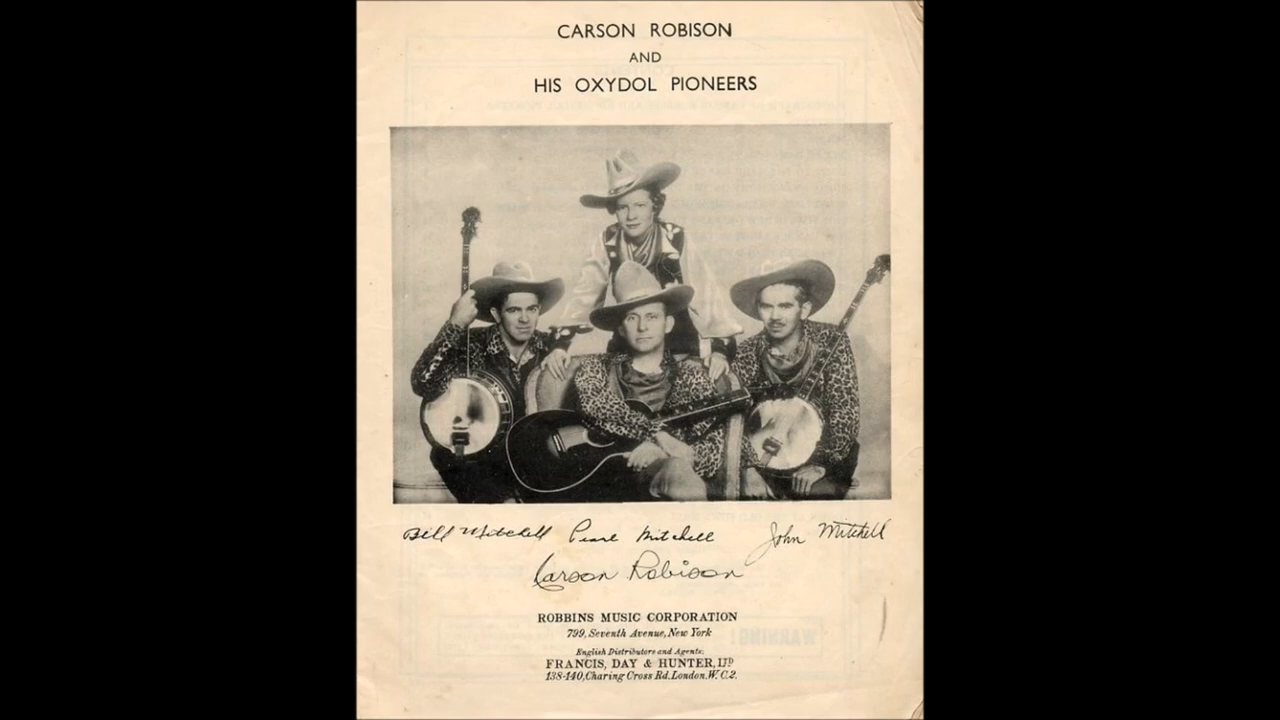 CARSON ROBISON
AND
HIS OXYDOL PIONEERS
Bill Mitchell Pearl Mitchell John Mitchell
Carson Robison
ROBBINS MUSIC CORPORATION
799, Seventh Avenue, New York
English Distributors and Agents:
FRANCIS, DAY & HUNTER, LTD
138-140, Charing Cross Rd. London. W.C.2.
WARNING!